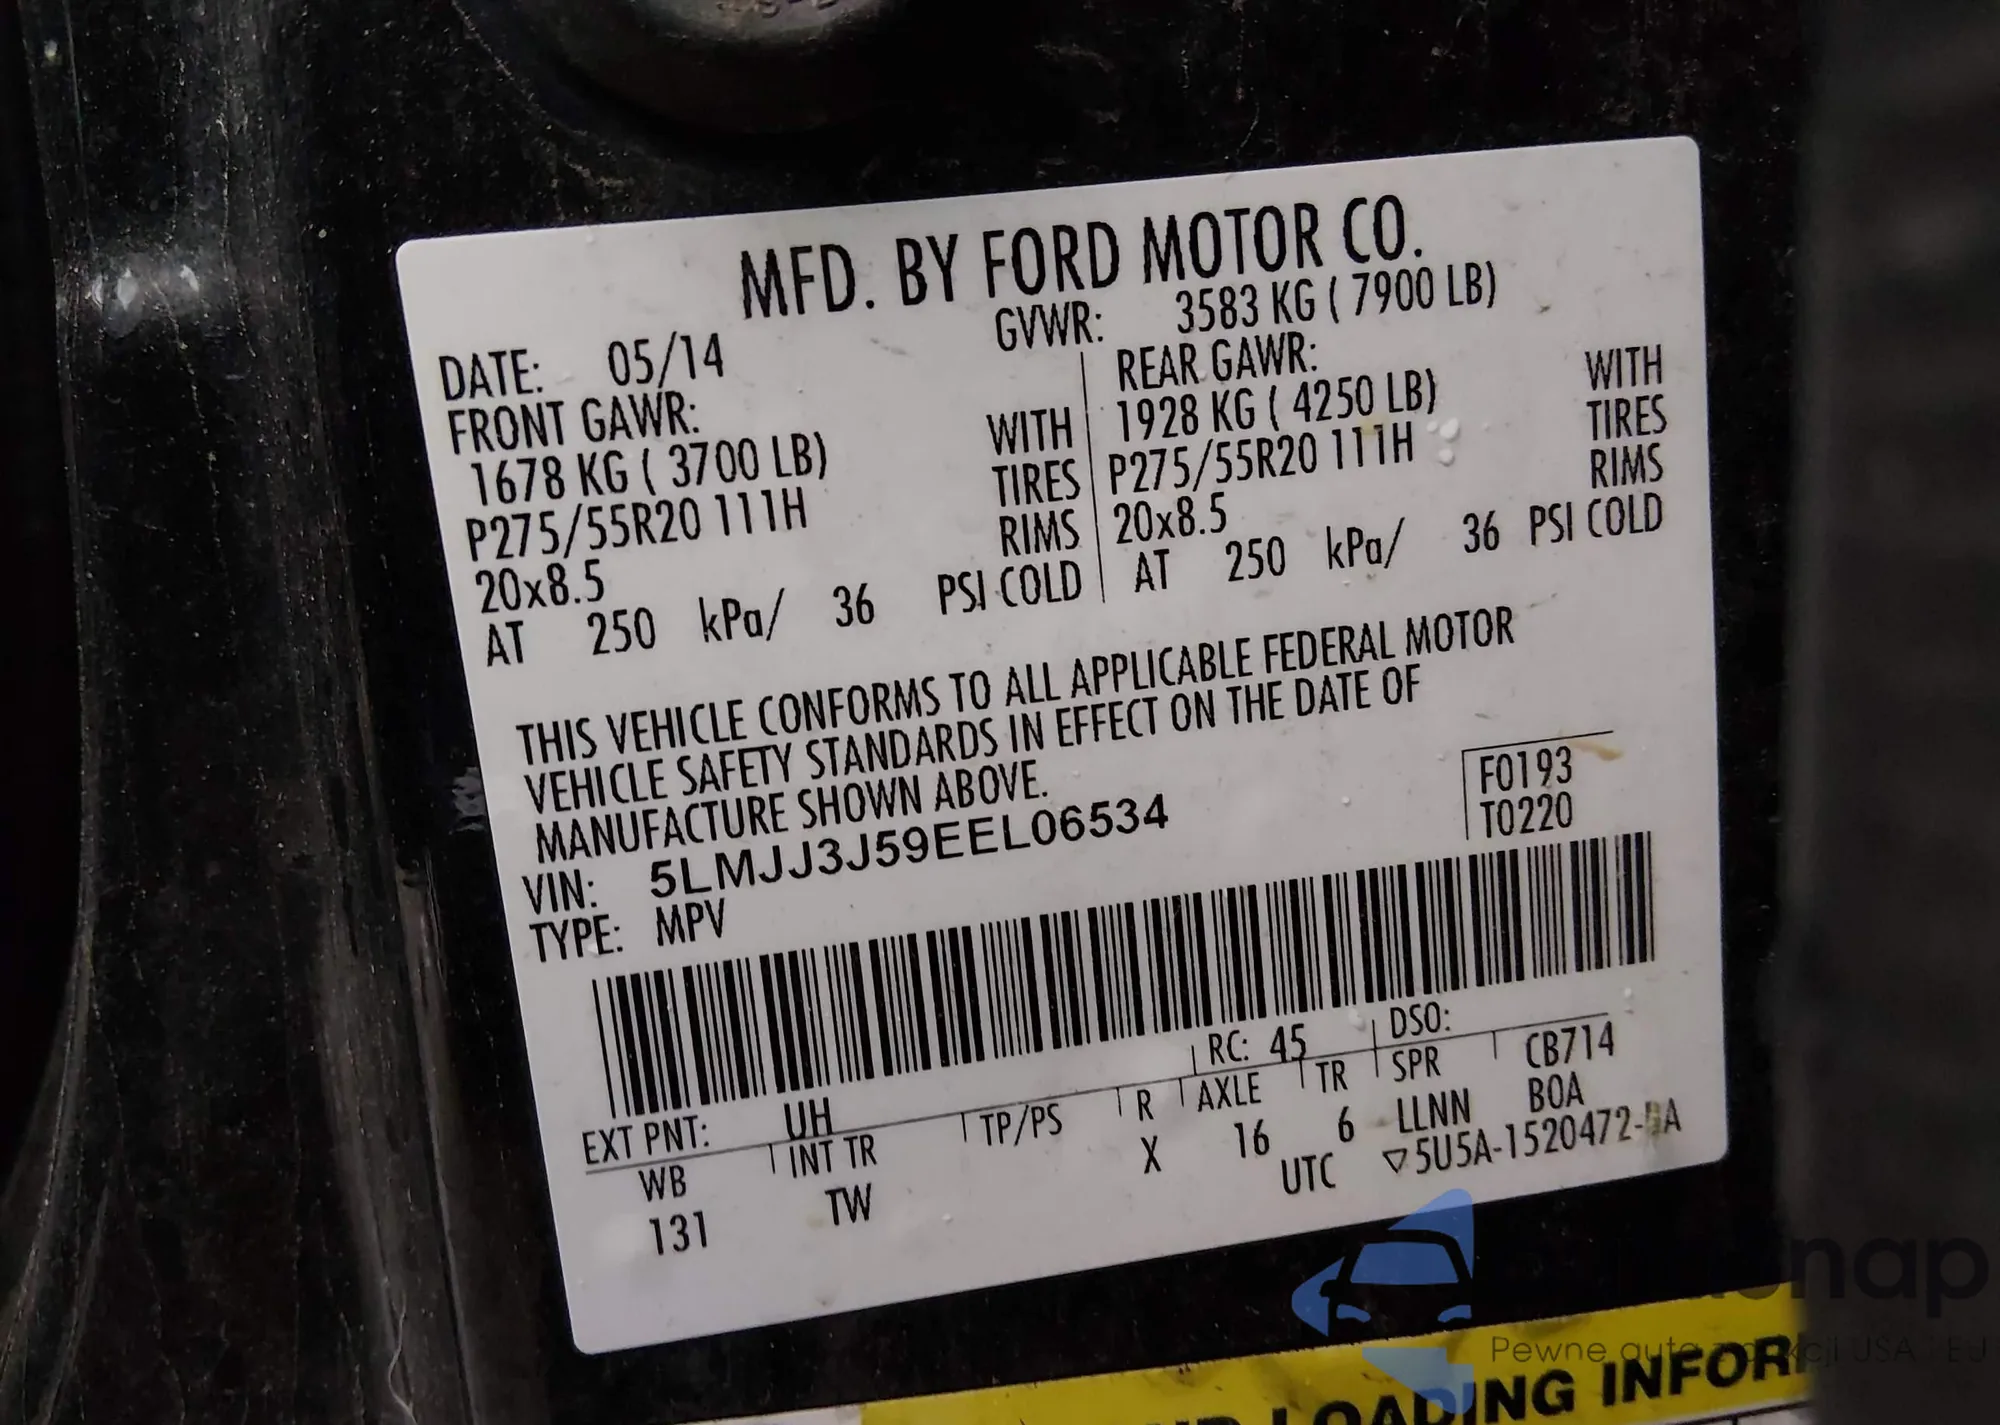 MFD. BY FORD MOTOR CO.
DATE: 05/14 GVWR: 3583 KG ( 7900 LB)
FRONT GAWR: REAR GAWR:
1678 KG ( 3700 LB) WITH 1928 KG ( 4250 LB) WITH
P275/55R20 111H TIRES P275/55R20 111H TIRES
20x8.5 RIMS 20x8.5 RIMS
AT 250 kPa/ 36 PSI COLD AT 250 kPa/ 36 PSI COLD
THIS VEHICLE CONFORMS TO ALL APPLICABLE FEDERAL MOTOR
VEHICLE SAFETY STANDARDS IN EFFECT ON THE DATE OF
MANUFACTURE SHOWN ABOVE.
F0193
T0220
VIN: 5LMJJ3J59EEL06534
TYPE: MPV
EXT PNT: UH RC: 45 DSO:
WB INT TR TP/PS R AXLE TR SPR CB714
131 TW X 16 6 LLNN BOA
UTC ▽5U5A-1520472- A
Pewne auta z aukcji USA
LOADING INFOR